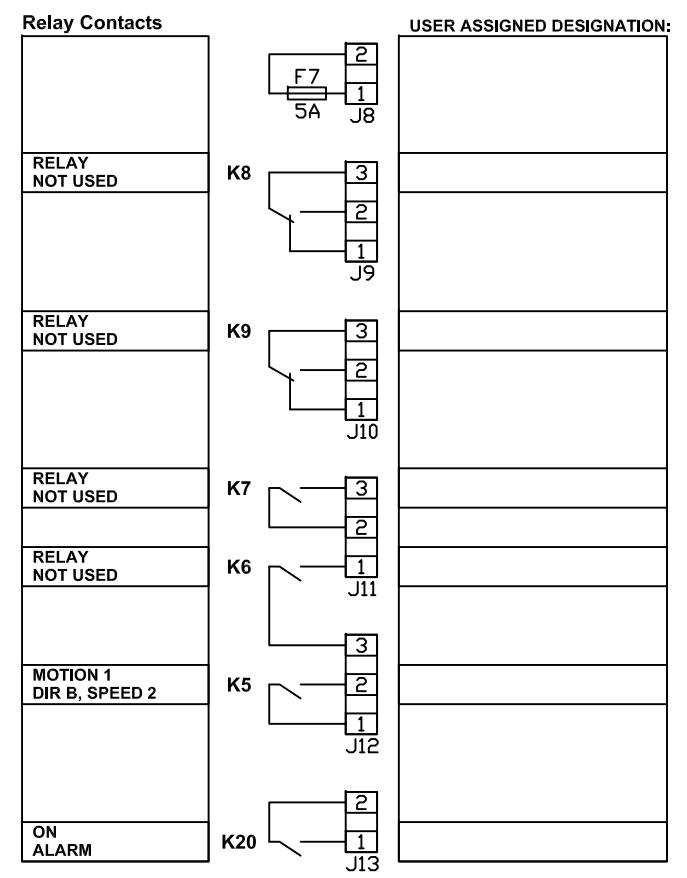 Relay Contacts
USER ASSIGNED DESIGNATION:
2
F7
1
5A
J8
RELAY
NOT USED
K8
3
2
1
J9
RELAY
NOT USED
K9
3
2
1
J10
RELAY
NOT USED
K7
3
2
RELAY
NOT USED
K6
1
J11
3
MOTION 1
DIR B, SPEED 2
K5
2
1
J12
2
ON
ALARM
K20
1
J13